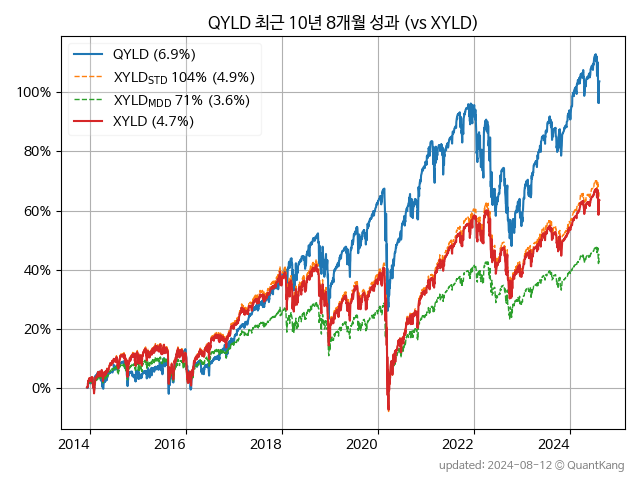 QYLD 최근 10년 8개월 성과 (vs XYLD)
QYLD (6.9%)
XYLD_STD 104% (4.9%)
XYLD_MDD 71% (3.6%)
XYLD (4.7%)
100%
80%
60%
40%
20%
0%
2014 2016 2018 2020 2022 2024
updated: 2024-08-12 © QuantKang